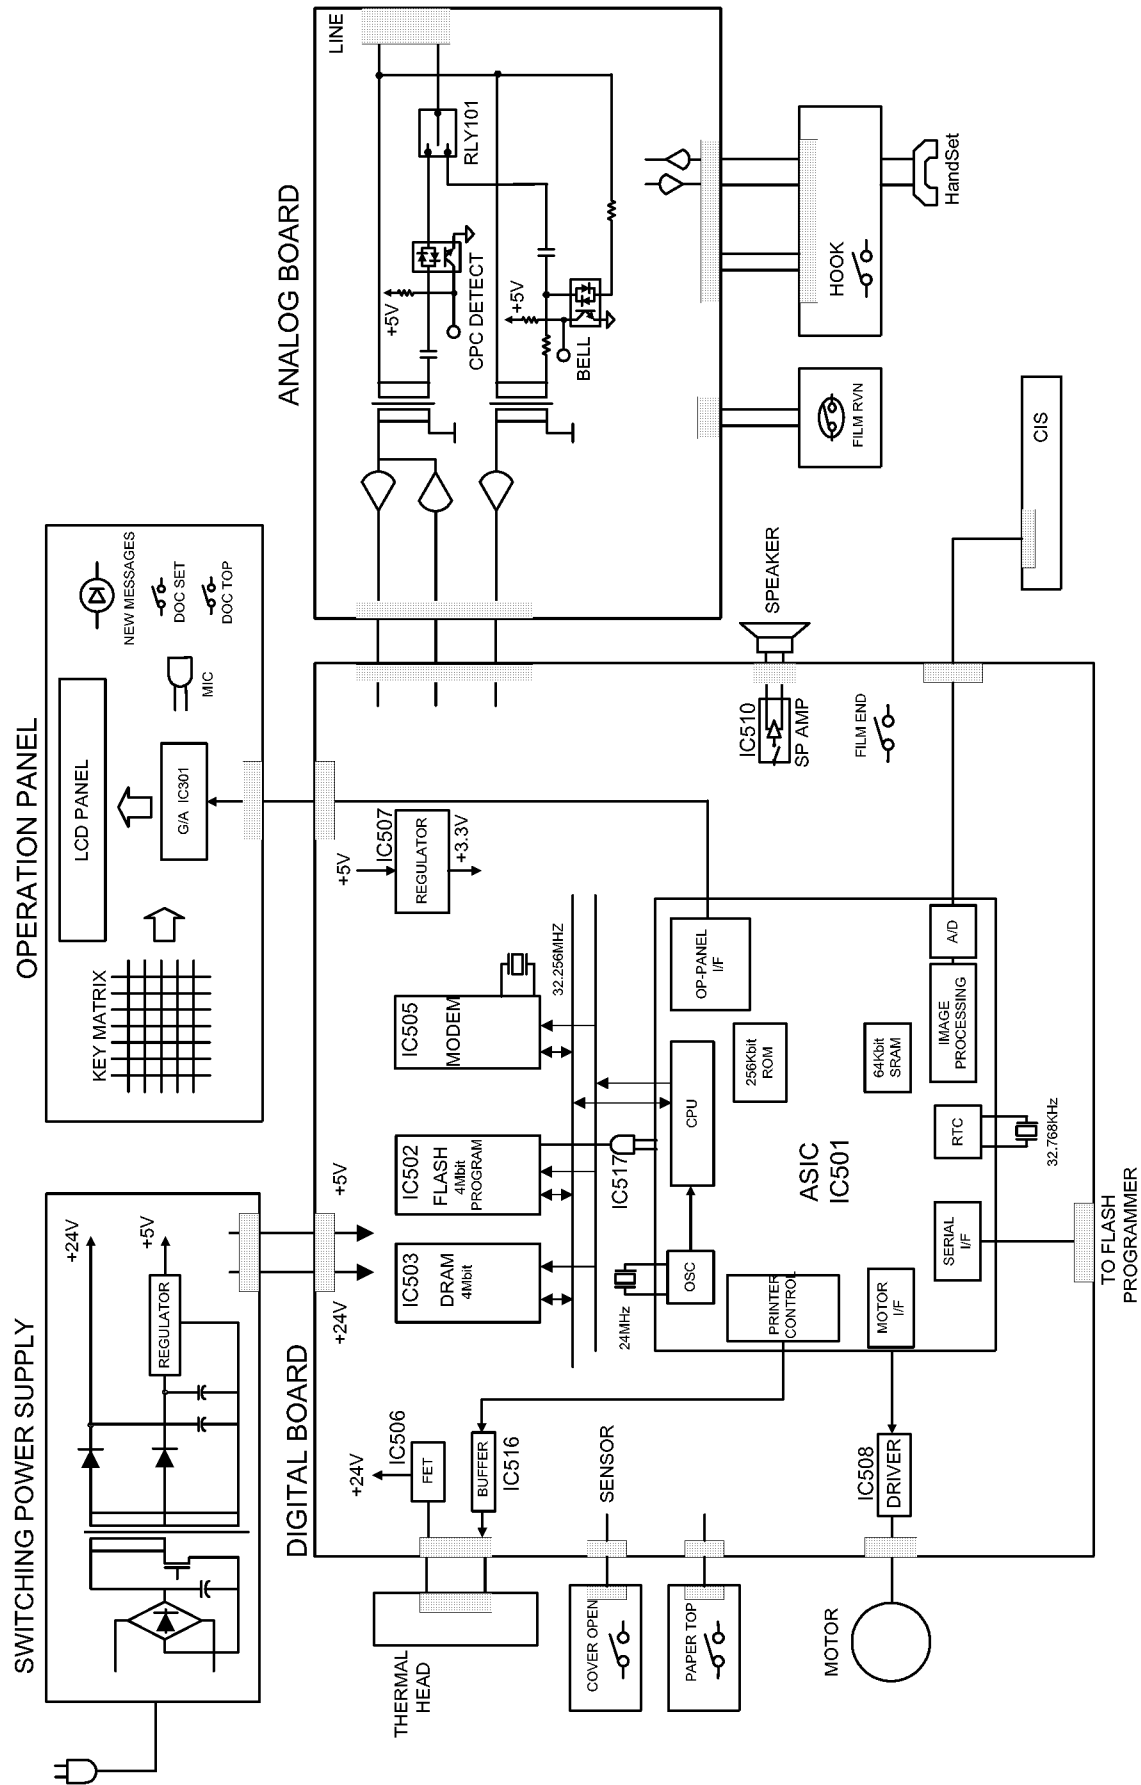 SWITCHING POWER SUPPLY
+24V
+5V
REGULATOR
OPERATION PANEL
KEY MATRIX
LCD PANEL
G/A IC301
MIC
NEW MESSAGES
DOC SET
DOC TOP
ANALOG BOARD
LINE
RLY101
+5V
CPC DETECT
+5V
BELL
HOOK
HandSet
FILM RVN
CIS
SPEAKER
DIGITAL BOARD
+24V
+5V
+5V
IC507
REGULATOR
+3.3V
IC510
SP AMP
FILM END
IC503
DRAM
4Mbit
IC502
FLASH
4Mbit
PROGRAM
IC505
MODEM
32.256MHZ
IC517
24MHz
OSC
CPU
OP-PANEL
I/F
256Kbit
ROM
64Kbit
SRAM
PRINTER
CONTROL
ASIC
IC501
MOTOR
I/F
SERIAL
I/F
RTC
32.768KHz
IMAGE
PROCESSING
A/D
TO FLASH
PROGRAMMER
+24V
IC506
FET
BUFFER
IC516
THERMAL
HEAD
SENSOR
COVER OPEN
PAPER TOP
IC508
DRIVER
MOTOR